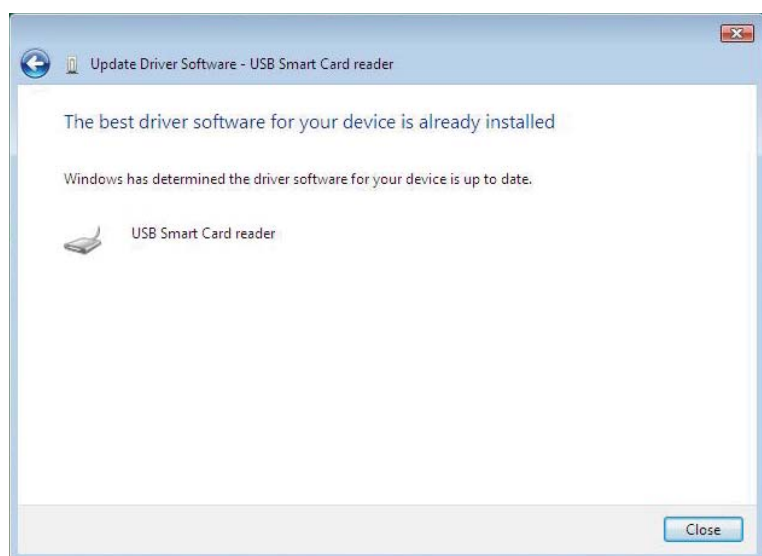 Update Driver Software - USB Smart Card reader
The best driver software for your device is already installed
Windows has determined the driver software for your device is up to date.
USB Smart Card reader
Close